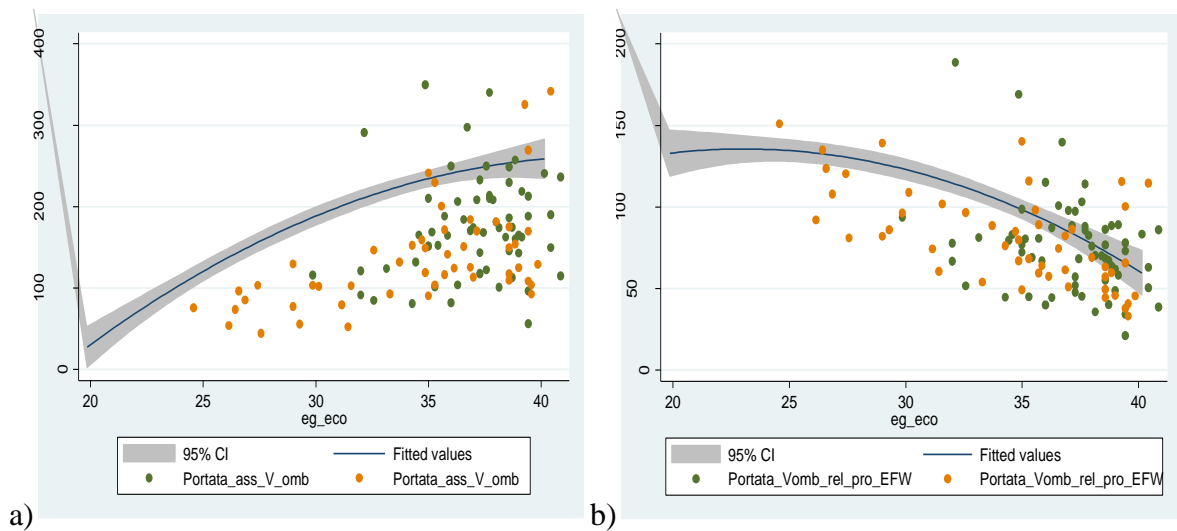 400
300
200
100
0
20 25 30 35 40
eg_eco
95% CI Fitted values
Portata_ass_V_omb Portata_ass_V_omb
a)
200
150
100
50
0
20 25 30 35 40
eg_eco
95% CI Fitted values
Portata_Vomb_rel_pro_EFW Portata_Vomb_rel_pro_EFW
b)